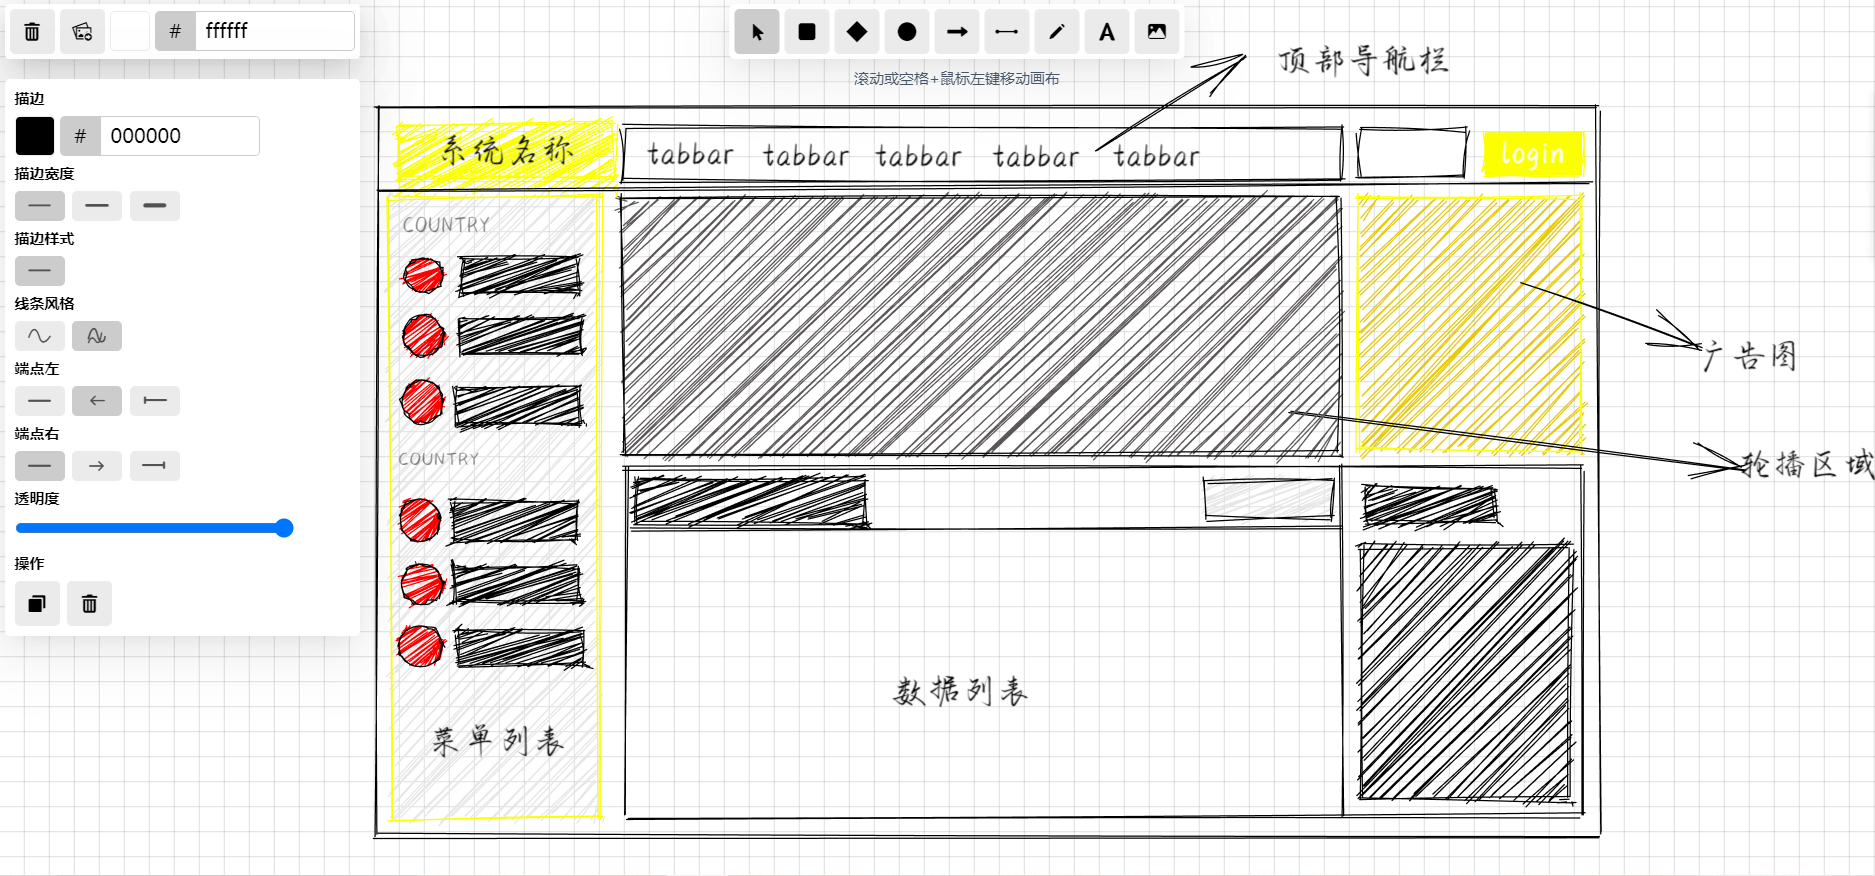 # ffffff
滚动或空格+鼠标左键移动画布
描边
# 000000
描边宽度
描边样式
线条风格
端点左
端点右
透明度
操作
顶部导航栏
系统名称
tabbar tabbar tabbar tabbar tabbar
login
COUNTRY
COUNTRY
菜单列表
广告图
轮播区域
数据列表
A